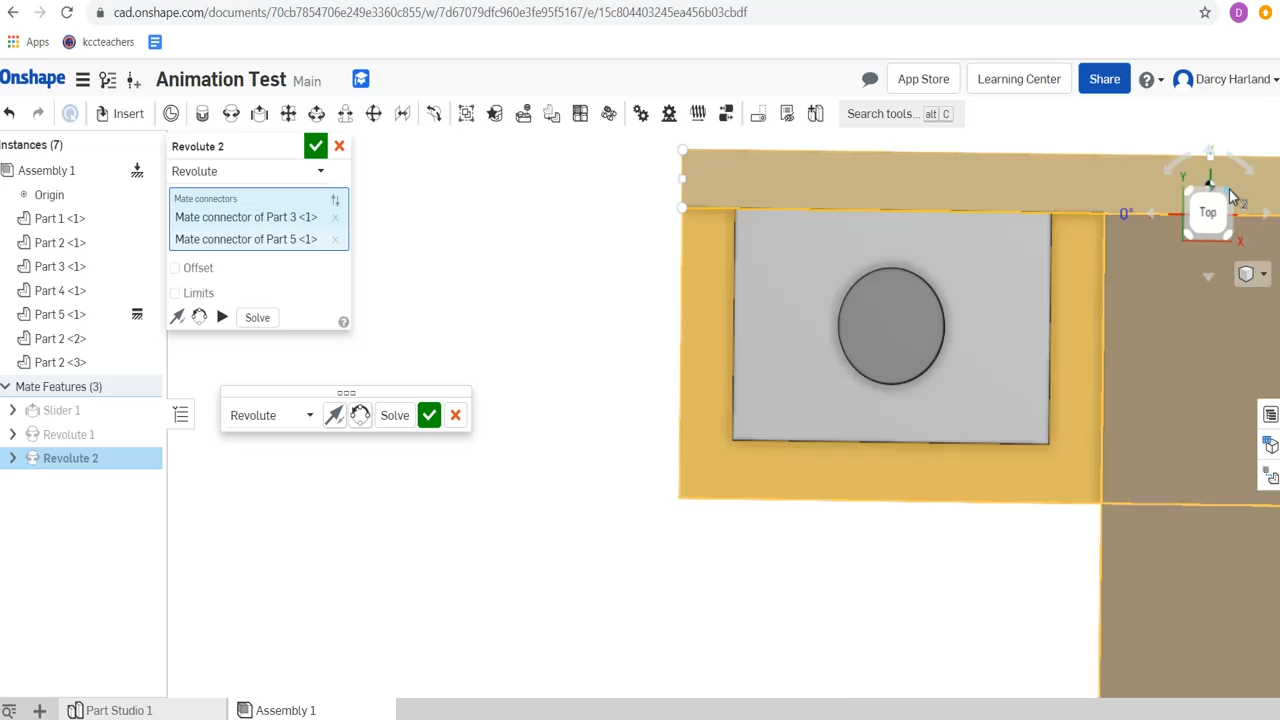 cad.onshape.com/documents/70cb7854706e249e3360c855/w/7d67079dfc960e3fe95f5167/e/15c804403245ea456b03cbdf
D
Apps kccteachers
Onshape Animation Test Main App Store Learning Center Share Darcy Harland
Insert Search tools... alt C
Instances (7)
Assembly 1
Origin
Part 1 <1>
Part 2 <1>
Part 3 <1>
Part 4 <1>
Part 5 <1>
Part 2 <2>
Part 2 <3>
Mate Features (3)
Slider 1
Revolute 1
Revolute 2
Revolute 2
Revolute
Mate connectors
Mate connector of Part 3 <1>
Mate connector of Part 5 <1>
Offset
Limits
Solve
Revolute Solve
Y
Z
0° Top
X
Part Studio 1 Assembly 1